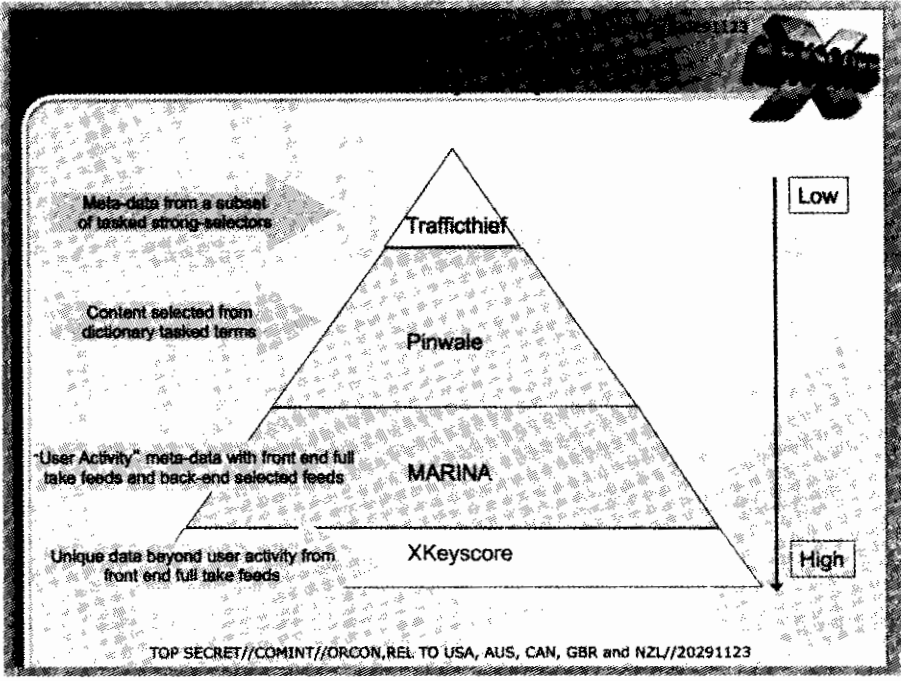 Meta-data from a subset
of tasked strong-selectors
Trafficthief
Low
Content selected from
dictionary tasked terms
Pinwale
"User Activity" meta-data with front end full
take feeds and back-end selected feeds
MARINA
Unique data beyond user activity from
front end full take feeds
XKeyscore
High
TOP SECRET//COMINT//ORCON,REL TO USA, AUS, CAN, GBR and NZL//20291123